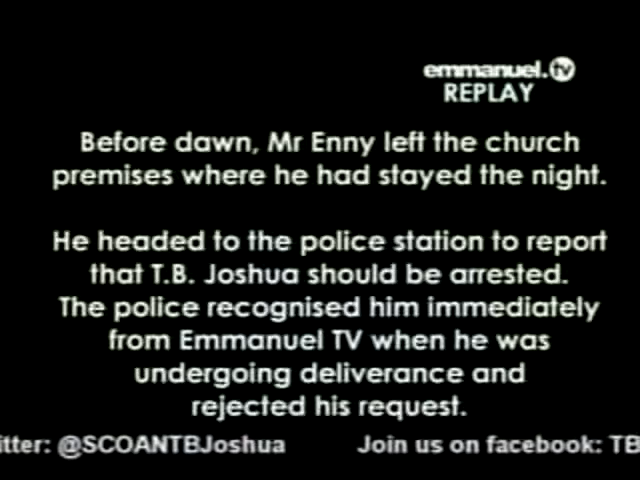 emmanuel.tv
REPLAY
Before dawn, Mr Enny left the church
premises where he had stayed the night.
He headed to the police station to report
that T.B. Joshua should be arrested.
The police recognised him immediately
from Emmanuel TV when he was
undergoing deliverance and
rejected his request.
itter: @SCOANTBJoshua Join us on facebook: TB